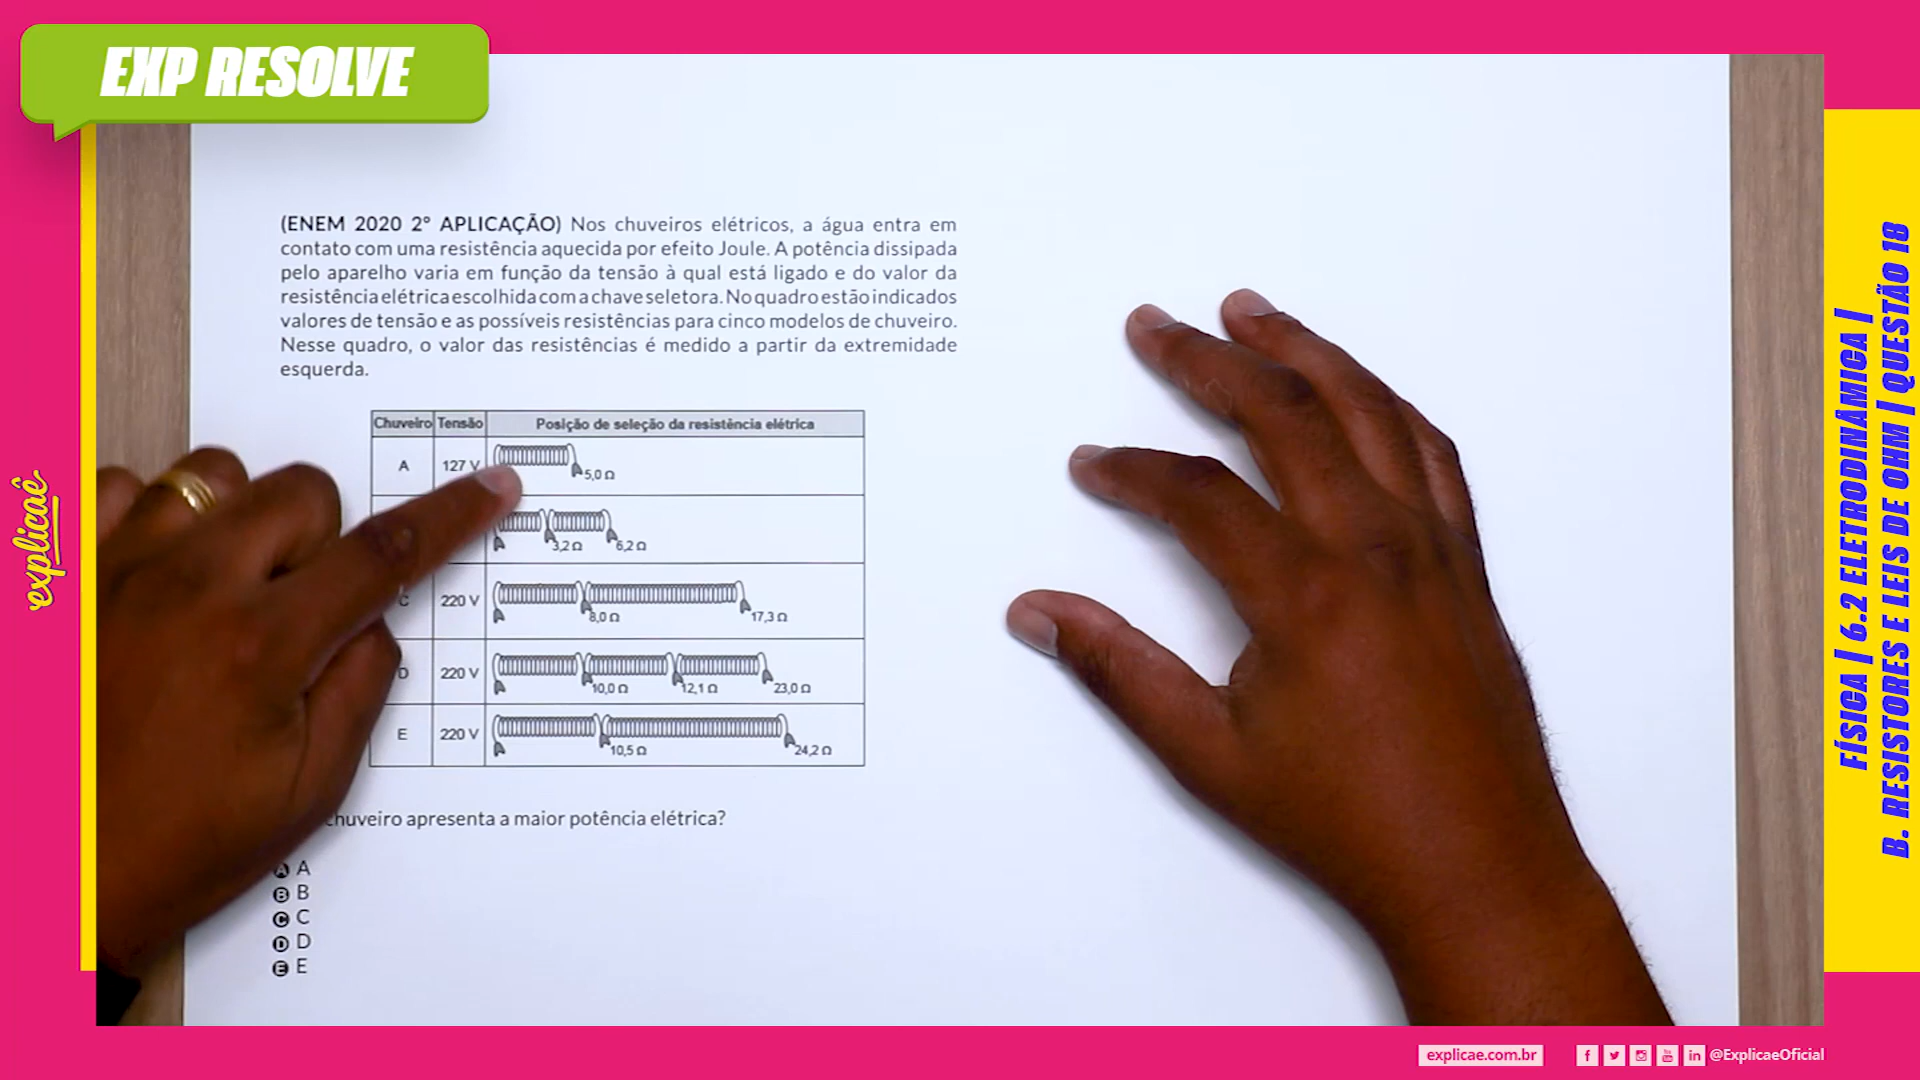 EXP RESOLVE
(ENEM 2020 2° APLICAÇÃO) Nos chuveiros elétricos, a água entra em
contato com uma resistência aquecida por efeito Joule. A potência dissipada
pelo aparelho varia em função da tensão à qual está ligado e do valor da
resistência elétrica escolhida com a chave seletora. No quadro estão indicados
valores de tensão e as possíveis resistências para cinco modelos de chuveiro.
Nesse quadro, o valor das resistências é medido a partir da extremidade
esquerda.
Chuveiro Tensão Posição de seleção da resistência elétrica
A 127 V 5,0 Ω
3,2 Ω 6,2 Ω
C 220 V 8,0 Ω 17,3 Ω
D 220 V 10,0 Ω 12,1 Ω 23,0 Ω
E 220 V 10,5 Ω 24,2 Ω
chuveiro apresenta a maior potência elétrica?
A A
B B
C C
D D
E E
explicaê
FÍSICA | 6.2 ELETRODINÂMICA |
B. RESISTORES E LEIS DE OHM | QUESTÃO 18
explicae.com.br
@ExplicaeOficial